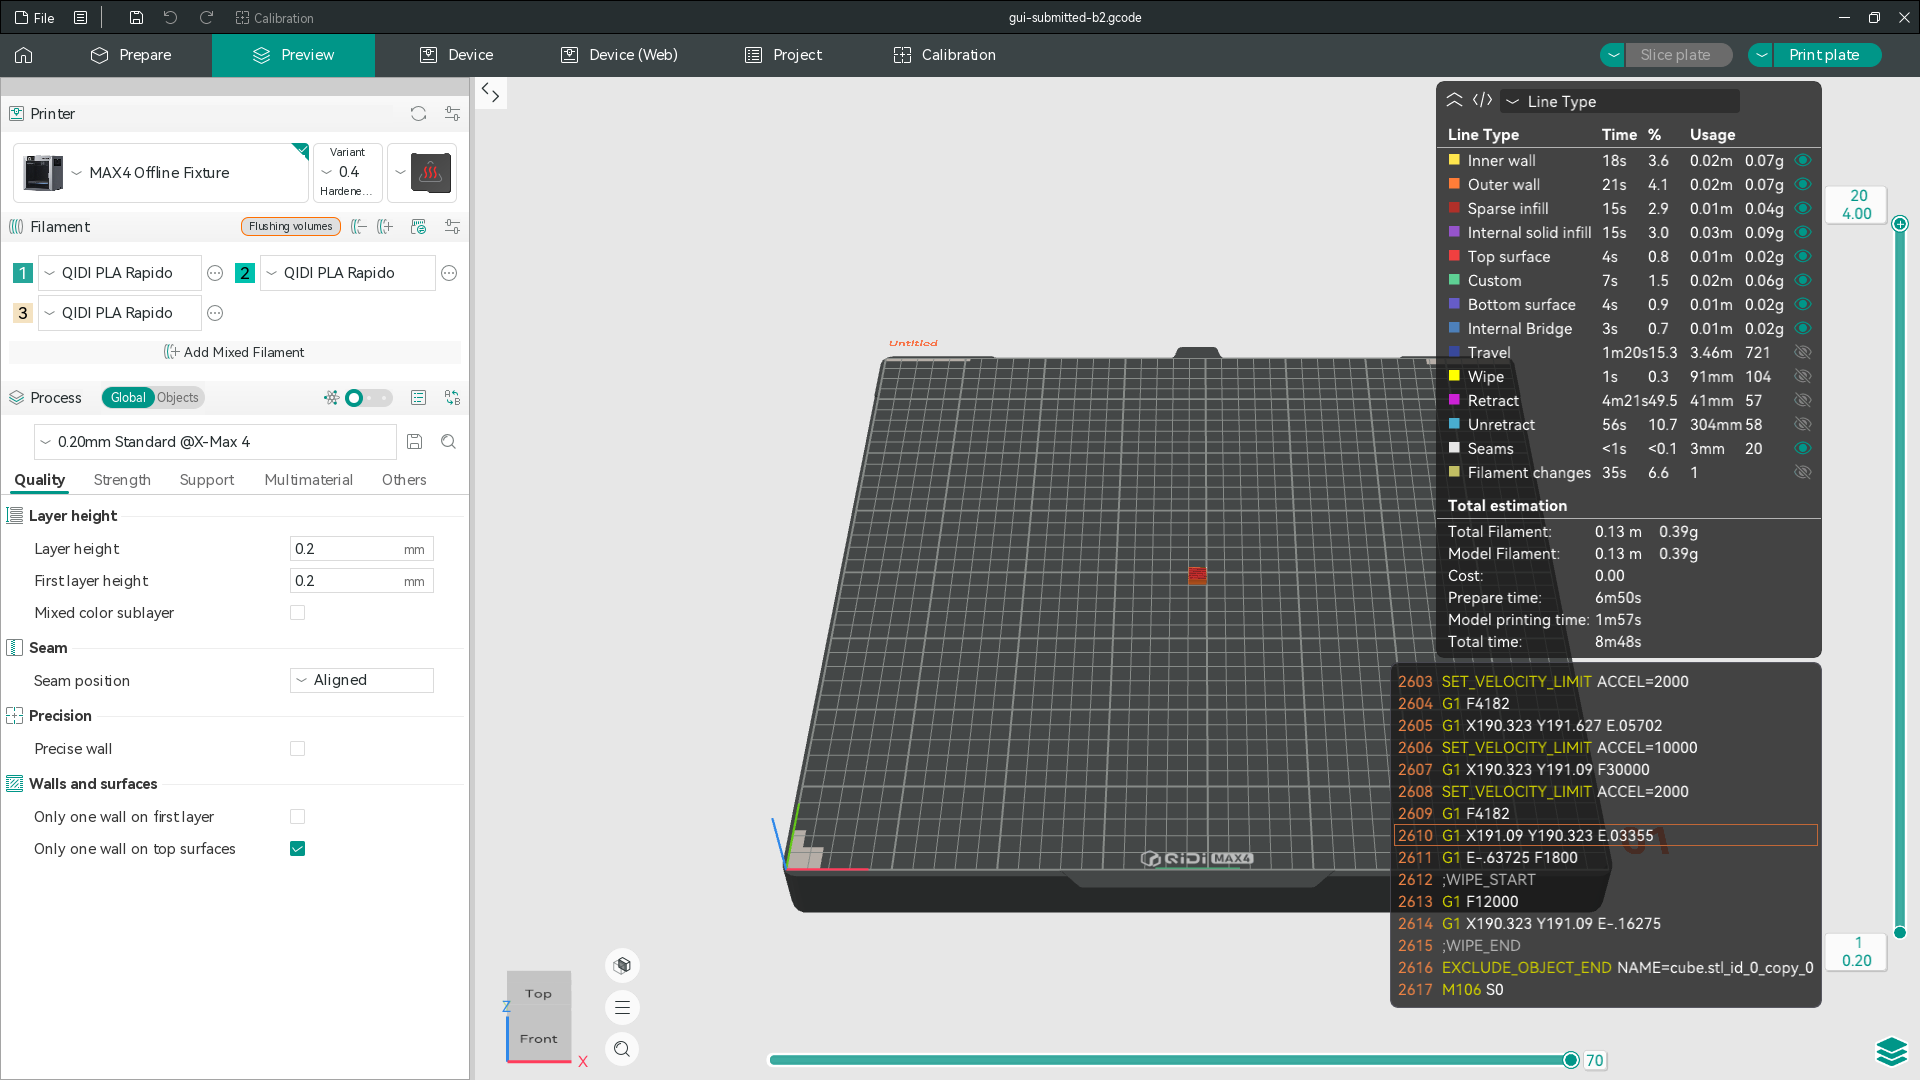 File
Calibration
gui-submitted-b2.gcode
Prepare
Preview
Device
Device (Web)
Project
Calibration
Slice plate
Print plate
Printer
MAX4 Offline Fixture
Variant
0.4
Hardene...
Filament
Flushing volumes
1 QIDI PLA Rapido
2 QIDI PLA Rapido
3 QIDI PLA Rapido
Add Mixed Filament
Process
Global Objects
0.20mm Standard @X-Max 4
Quality Strength Support Multimaterial Others
Layer height
Layer height 0.2 mm
First layer height 0.2 mm
Mixed color sublayer
Seam
Seam position Aligned
Precision
Precise wall
Walls and surfaces
Only one wall on first layer
Only one wall on top surfaces
Untitled
QIDI MAX4
01
Top
Front
Z
X
Line Type
Line Type Time % Usage
Inner wall 18s 3.6 0.02m 0.07g
Outer wall 21s 4.1 0.02m 0.07g
Sparse infill 15s 2.9 0.01m 0.04g
Internal solid infill 15s 3.0 0.03m 0.09g
Top surface 4s 0.8 0.01m 0.02g
Custom 7s 1.5 0.02m 0.06g
Bottom surface 4s 0.9 0.01m 0.02g
Internal Bridge 3s 0.7 0.01m 0.02g
Travel 1m20s 15.3 3.46m 721
Wipe 1s 0.3 91mm 104
Retract 4m21s 49.5 41mm 57
Unretract 56s 10.7 304mm 58
Seams <1s <0.1 3mm 20
Filament changes 35s 6.6 1
Total estimation
Total Filament: 0.13 m 0.39g
Model Filament: 0.13 m 0.39g
Cost: 0.00
Prepare time: 6m50s
Model printing time: 1m57s
Total time: 8m48s
2603 SET_VELOCITY_LIMIT ACCEL=2000
2604 G1 F4182
2605 G1 X190.323 Y191.627 E.05702
2606 SET_VELOCITY_LIMIT ACCEL=10000
2607 G1 X190.323 Y191.09 F30000
2608 SET_VELOCITY_LIMIT ACCEL=2000
2609 G1 F4182
2610 G1 X191.09 Y190.323 E.03355
2611 G1 E-.63725 F1800
2612 ;WIPE_START
2613 G1 F12000
2614 G1 X190.323 Y191.09 E-.16275
2615 ;WIPE_END
2616 EXCLUDE_OBJECT_END NAME=cube.stl_id_0_copy_0
2617 M106 S0
20
4.00
1
0.20
70